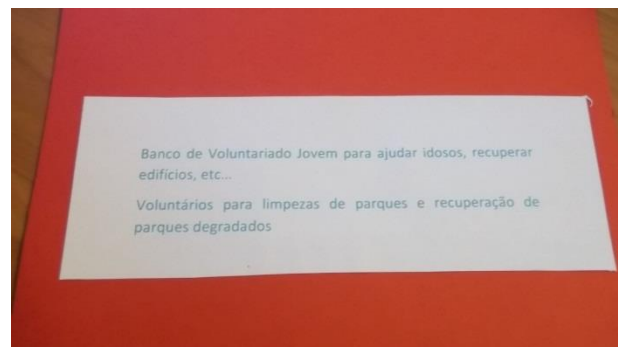 Banco de Voluntariado Jovem para ajudar idosos, recuperar
edifícios, etc...
Voluntários para limpezas de parques e recuperação de
parques degradados